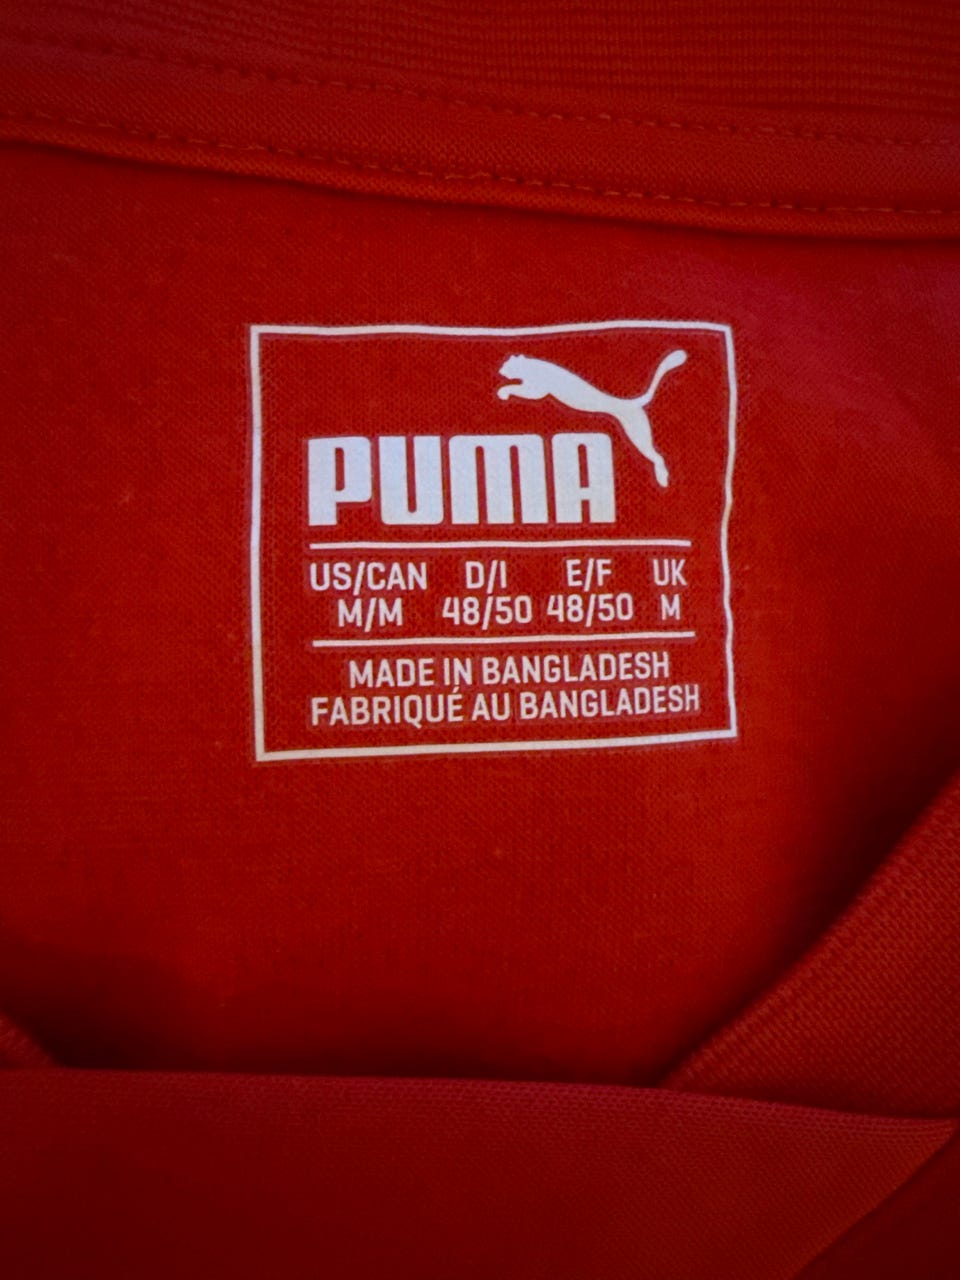 PUMA
US/CAN D/I E/F UK
M/M 48/50 48/50 M
MADE IN BANGLADESH
FABRIQUÉ AU BANGLADESH